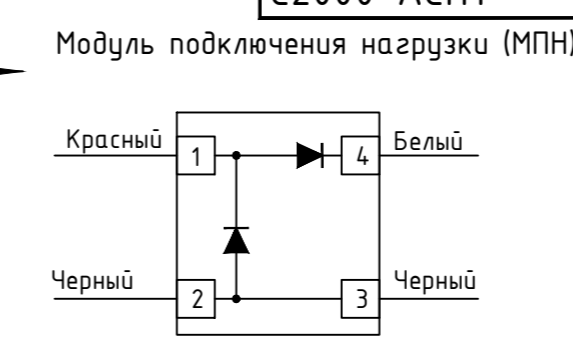 С2000-АСПТ
Модуль подключения нагрузки (МПН)
Красный 1 4 Белый
Черный 2 3 Черный